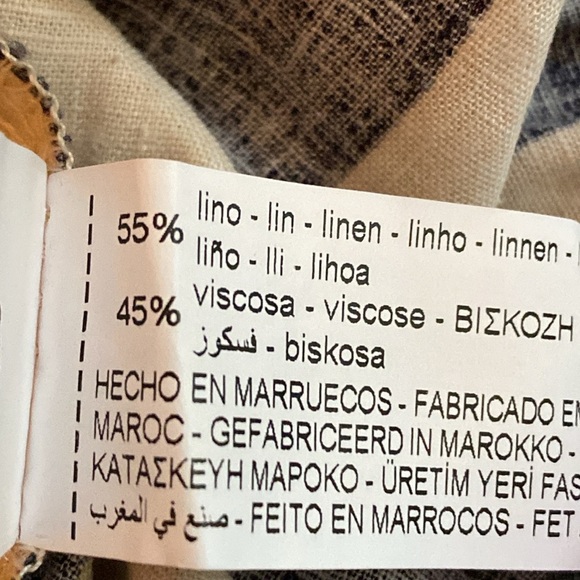 55% lino - lin - linen - linho - linnen -
liño - lli - lihoa
45% viscosa - viscose - ΒΙΣΚΟΖΗ
فسكوز - biskosa
HECHO EN MARRUECOS - FABRICADO EN
MAROC - GEFABRICEERD IN MAROKKO -
ΚΑΤΑΣΚΕΥΗ ΜΑΡΟΚΟ - ÜRETİM YERİ FAS
صنع في المغرب - FEITO EN MARROCOS - FET